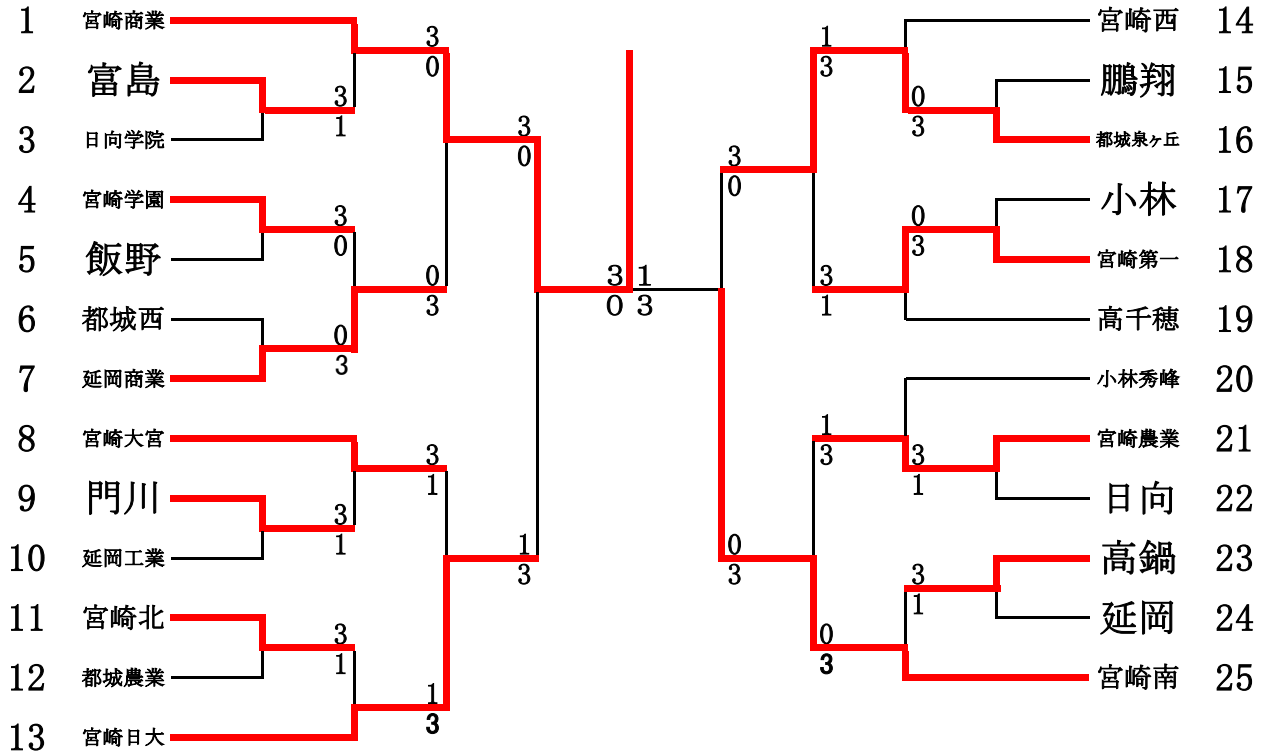 1 宮崎商業
2 富島
3 日向学院
4 宮崎学園
5 飯野
6 都城西
7 延岡商業
8 宮崎大宮
9 門川
10 延岡工業
11 宮崎北
12 都城農業
13 宮崎日大
3
1
3
0
0
3
3
1
3
1
3
0
0
3
3
1
1
3
3
0
1
3
3
0
1
3
3
0
0
3
1
3
3
1
1
3
0
3
0
3
0
3
3
1
3
1
宮崎西 14
鵬翔 15
都城泉ヶ丘 16
小林 17
宮崎第一 18
高千穂 19
小林秀峰 20
宮崎農業 21
日向 22
高鍋 23
延岡 24
宮崎南 25